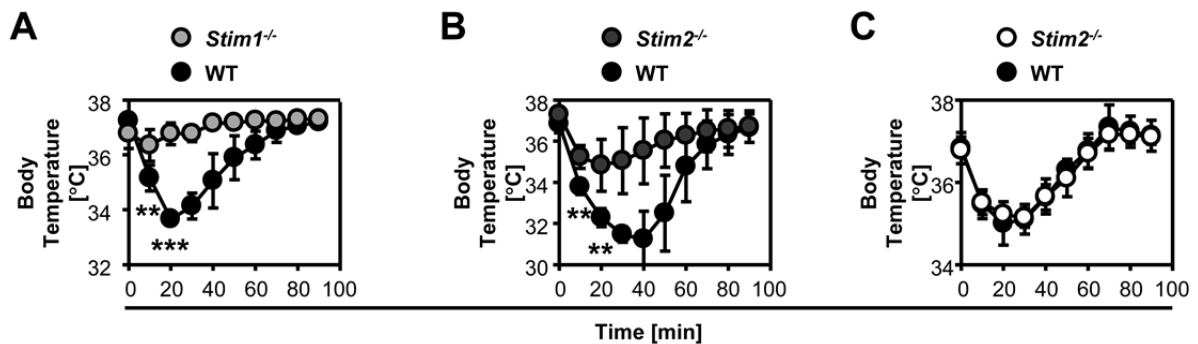 A
Stim1-/-
WT
Body
Temperature
[°C]
38
36
34
32
0 20 40 60 80 100
**
***
B
Stim2-/-
WT
Body
Temperature
[°C]
38
36
34
32
30
0 20 40 60 80 100
**
**
C
Stim2-/-
WT
Body
Temperature
[°C]
38
36
34
0 20 40 60 80 100
Time [min]